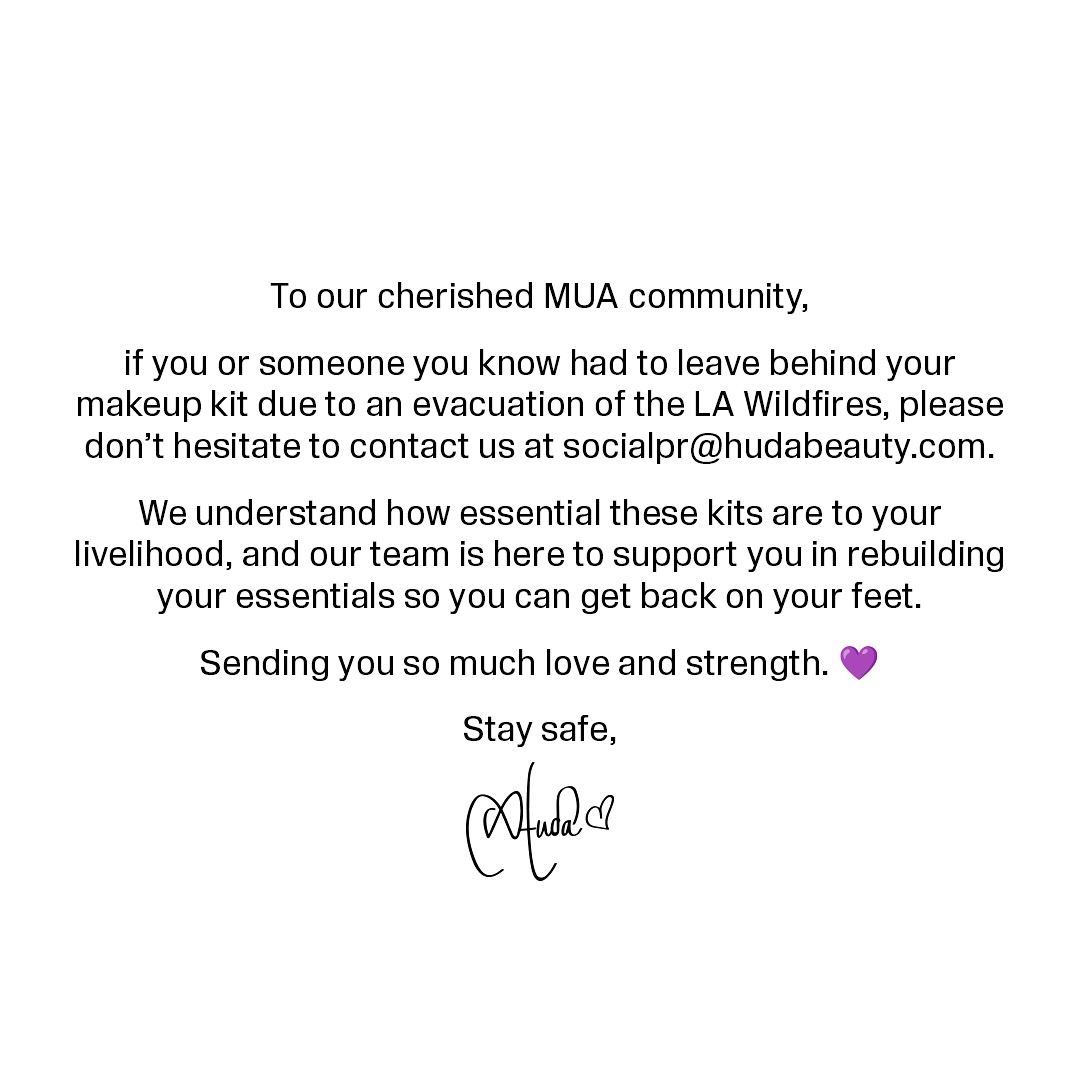 To our cherished MUA community,
if you or someone you know had to leave behind your
makeup kit due to an evacuation of the LA Wildfires, please
don’t hesitate to contact us at socialpr@hudabeauty.com.
We understand how essential these kits are to your
livelihood, and our team is here to support you in rebuilding
your essentials so you can get back on your feet.
Sending you so much love and strength. 💜
Stay safe,
Huda